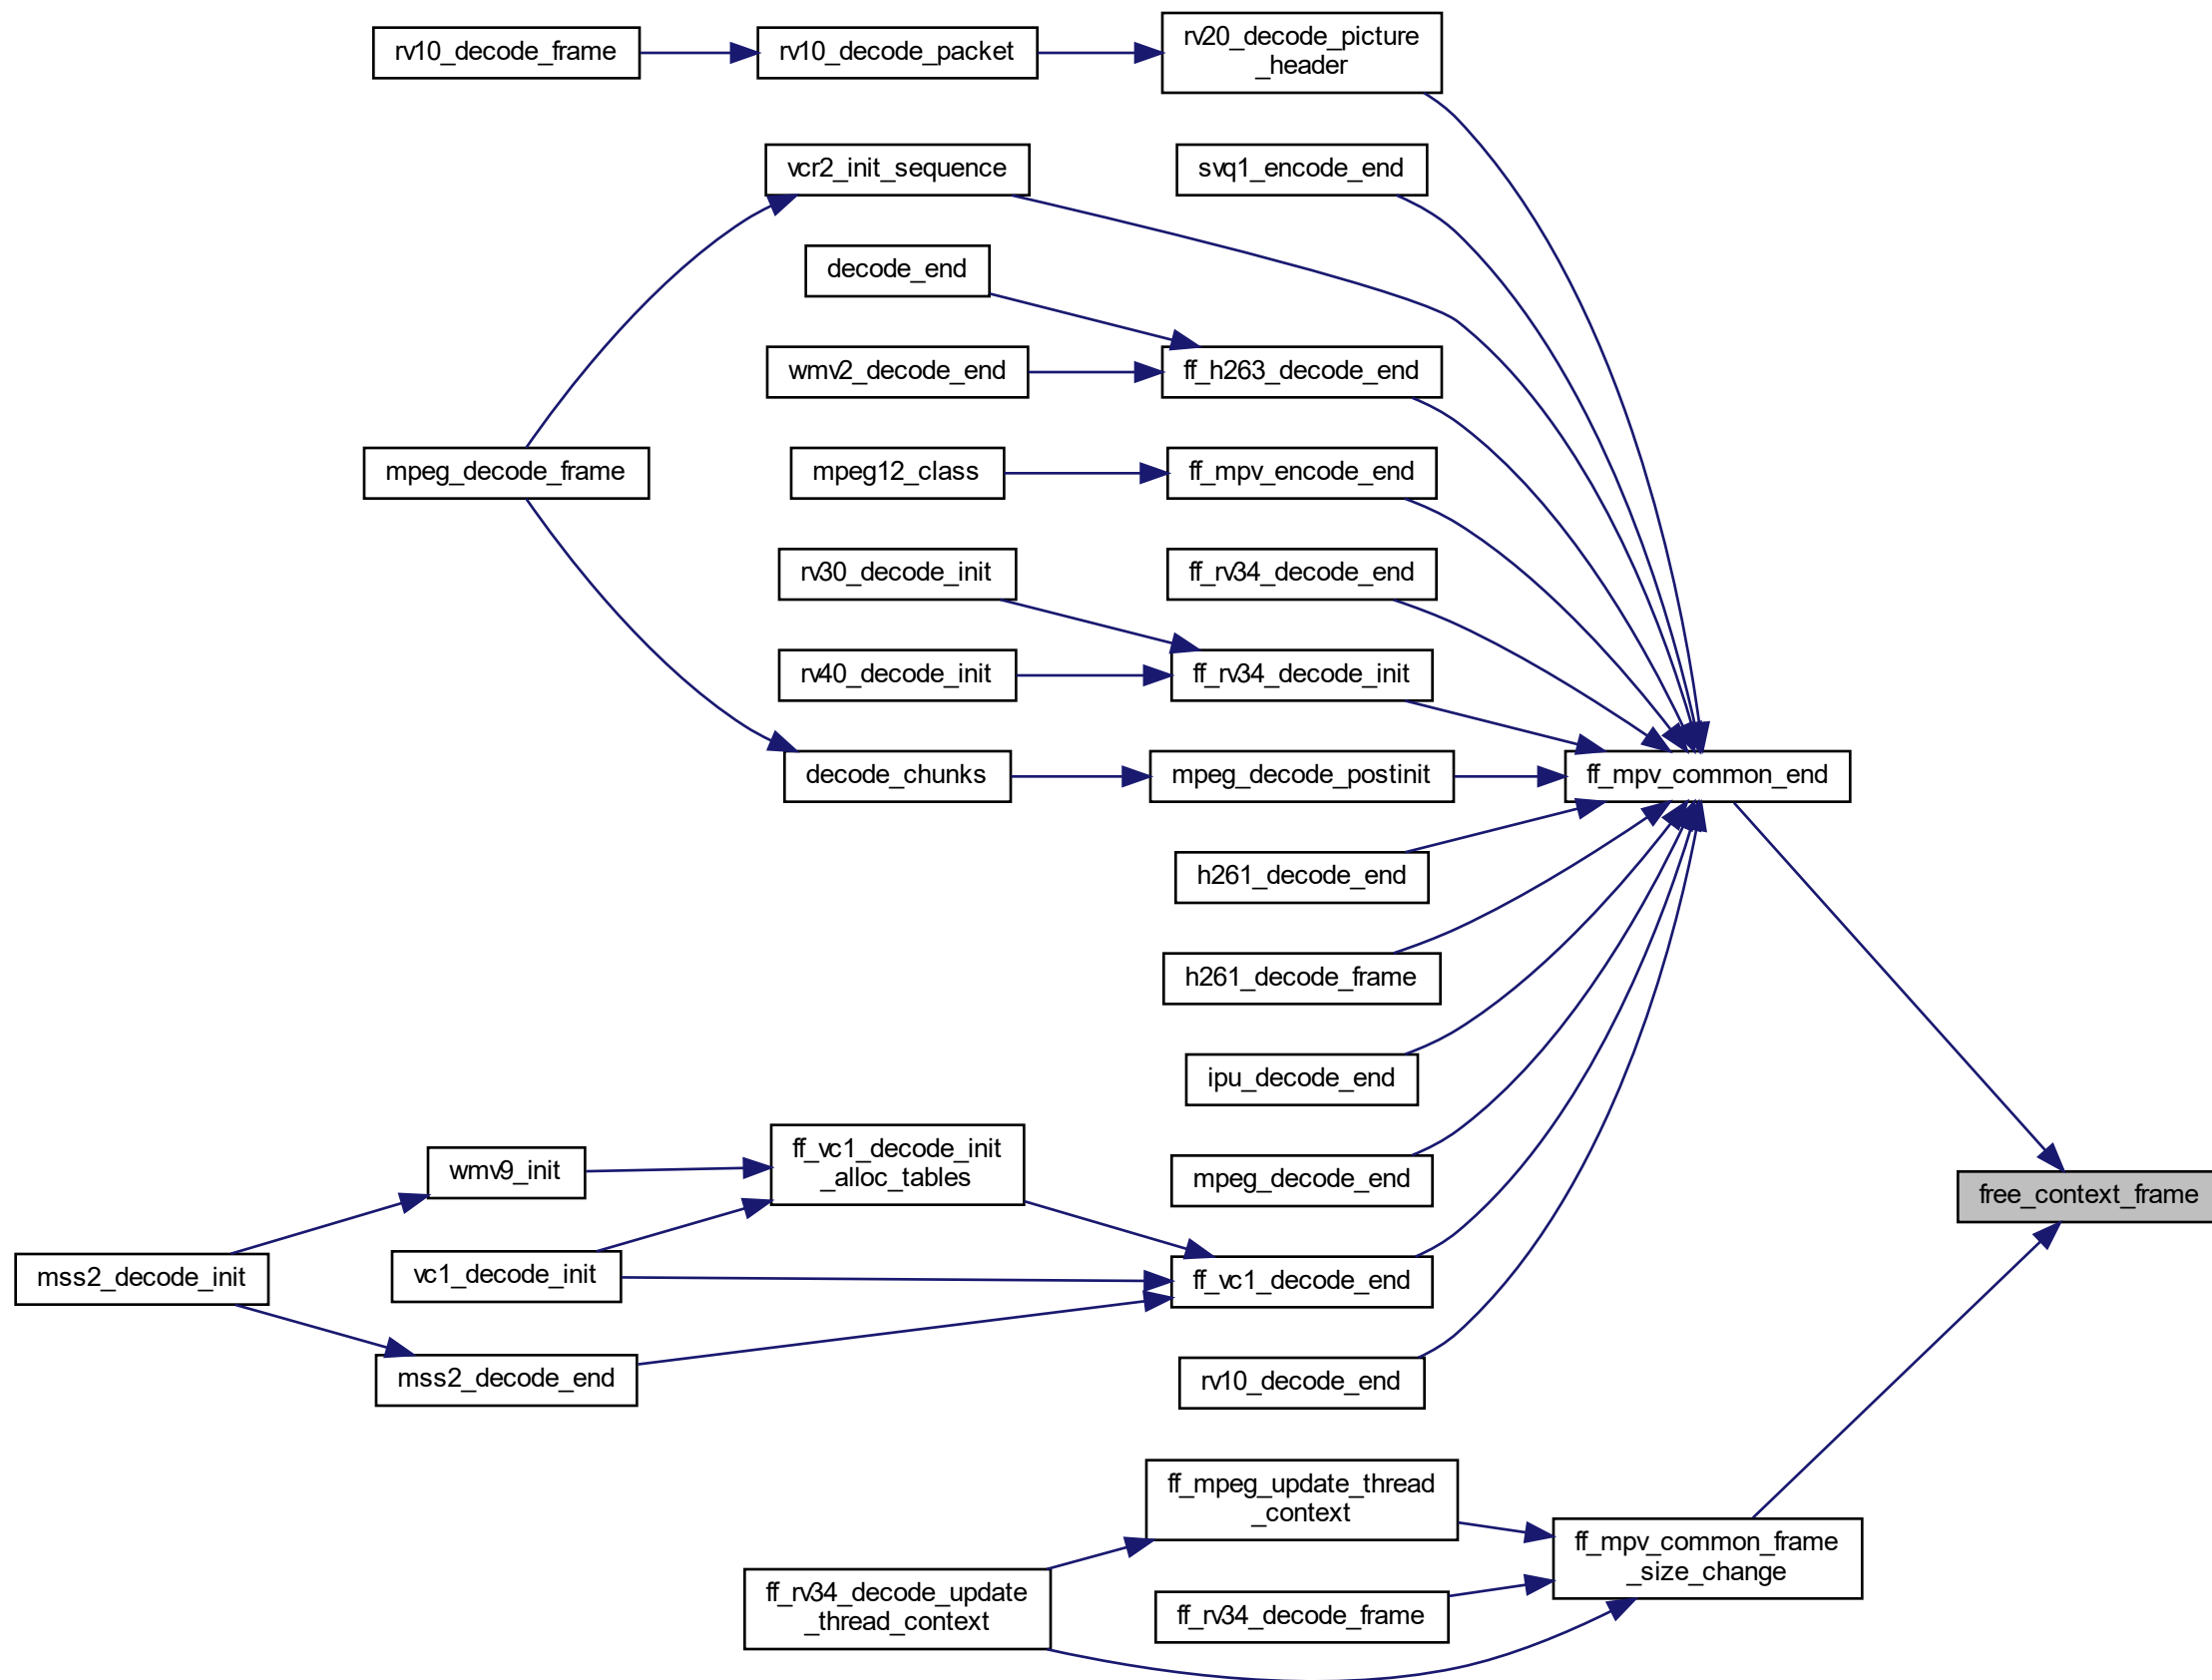 rv10_decode_frame
rv10_decode_packet
rv20_decode_picture
_header
vcr2_init_sequence
svq1_encode_end
decode_end
wmv2_decode_end
ff_h263_decode_end
mpeg_decode_frame
mpeg12_class
ff_mpv_encode_end
rv30_decode_init
ff_rv34_decode_end
rv40_decode_init
ff_rv34_decode_init
decode_chunks
mpeg_decode_postinit
ff_mpv_common_end
h261_decode_end
h261_decode_frame
ipu_decode_end
wmv9_init
ff_vc1_decode_init
_alloc_tables
mpeg_decode_end
free_context_frame
mss2_decode_init
vc1_decode_init
ff_vc1_decode_end
mss2_decode_end
rv10_decode_end
ff_mpeg_update_thread
_context
ff_mpv_common_frame
_size_change
ff_rv34_decode_update
_thread_context
ff_rv34_decode_frame